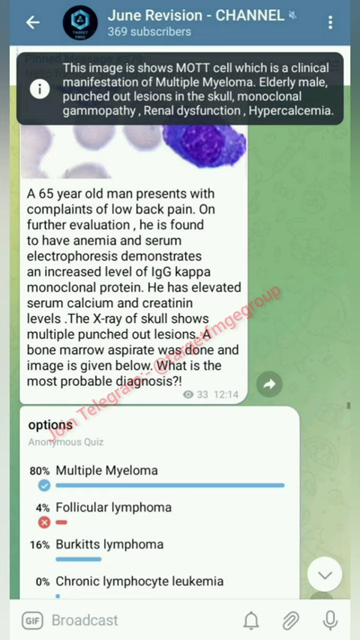 June Revision - CHANNEL
369 subscribers
This image is shows MOTT cell which is a clinical
manifestation of Multiple Myeloma. Elderly male,
punched out lesions in the skull, monoclonal
gammopathy , Renal dysfunction , Hypercalcemia.
A 65 year old man presents with
complaints of low back pain. On
further evaluation , he is found
to have anemia and serum
electrophoresis demonstrates
an increased level of IgG kappa
monoclonal protein. He has elevated
serum calcium and creatinin
levels .The X-ray of skull shows
multiple punched out lesions. A
bone marrow aspirate was done and
image is given below. What is the
most probable diagnosis?!
33 12:14
Join Telegram:- @targetfmgegroup
options
Anonymous Quiz
80% Multiple Myeloma
4% Follicular lymphoma
16% Burkitts lymphoma
0% Chronic lymphocyte leukemia
GIF Broadcast